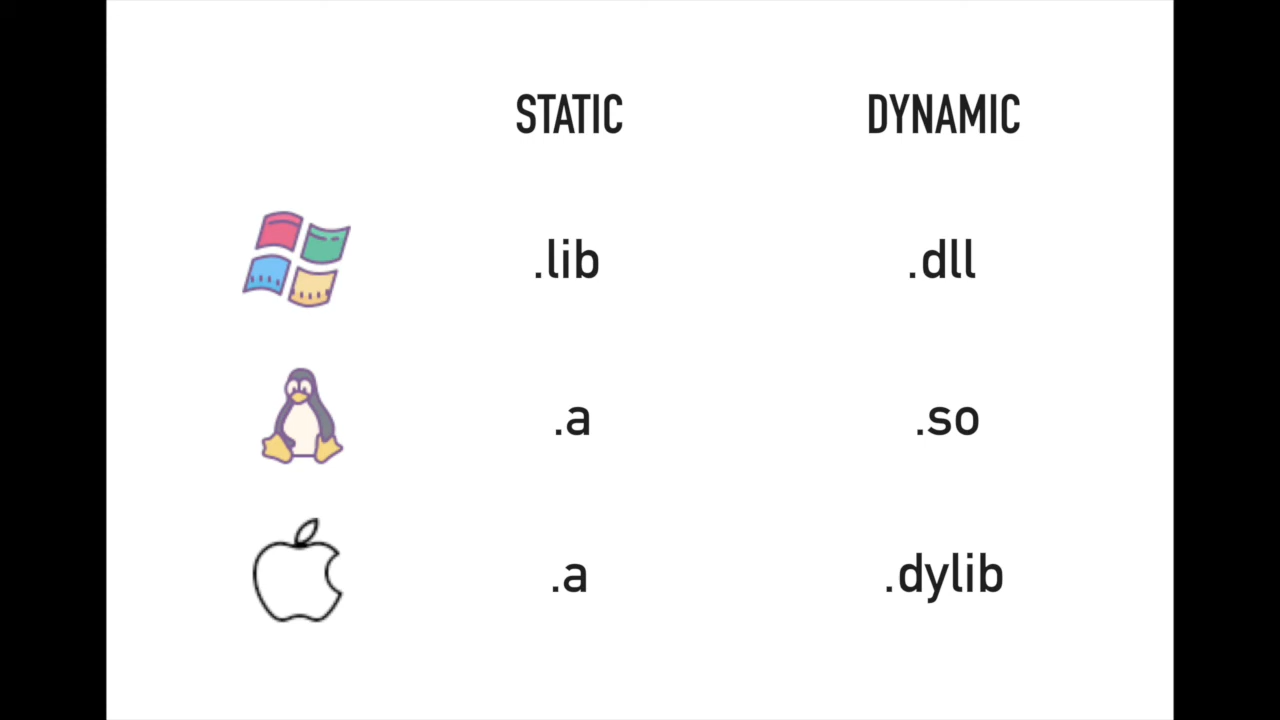 STATIC DYNAMIC
.lib .dll
.a .so
.a .dylib